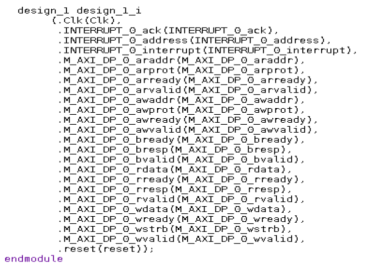 design_1 design_1_i
(.Clk(Clk),
.INTERRUPT_0_ack(INTERRUPT_0_ack),
.INTERRUPT_0_address(INTERRUPT_0_address),
.INTERRUPT_0_interrupt(INTERRUPT_0_interrupt),
.M_AXI_DP_0_araddr(M_AXI_DP_0_araddr),
.M_AXI_DP_0_arprot(M_AXI_DP_0_arprot),
.M_AXI_DP_0_arready(M_AXI_DP_0_arready),
.M_AXI_DP_0_arvalid(M_AXI_DP_0_arvalid),
.M_AXI_DP_0_awaddr(M_AXI_DP_0_awaddr),
.M_AXI_DP_0_awprot(M_AXI_DP_0_awprot),
.M_AXI_DP_0_awready(M_AXI_DP_0_awready),
.M_AXI_DP_0_awvalid(M_AXI_DP_0_awvalid),
.M_AXI_DP_0_bready(M_AXI_DP_0_bready),
.M_AXI_DP_0_bresp(M_AXI_DP_0_bresp),
.M_AXI_DP_0_bvalid(M_AXI_DP_0_bvalid),
.M_AXI_DP_0_rdata(M_AXI_DP_0_rdata),
.M_AXI_DP_0_rready(M_AXI_DP_0_rready),
.M_AXI_DP_0_rresp(M_AXI_DP_0_rresp),
.M_AXI_DP_0_rvalid(M_AXI_DP_0_rvalid),
.M_AXI_DP_0_wdata(M_AXI_DP_0_wdata),
.M_AXI_DP_0_wready(M_AXI_DP_0_wready),
.M_AXI_DP_0_wstrb(M_AXI_DP_0_wstrb),
.M_AXI_DP_0_wvalid(M_AXI_DP_0_wvalid),
.reset(reset));
endmodule